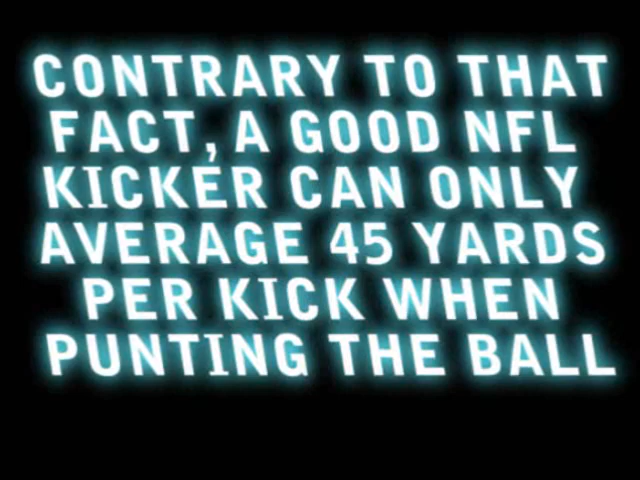 CONTRARY TO THAT
FACT, A GOOD NFL
KICKER CAN ONLY
AVERAGE 45 YARDS
PER KICK WHEN
PUNTING THE BALL